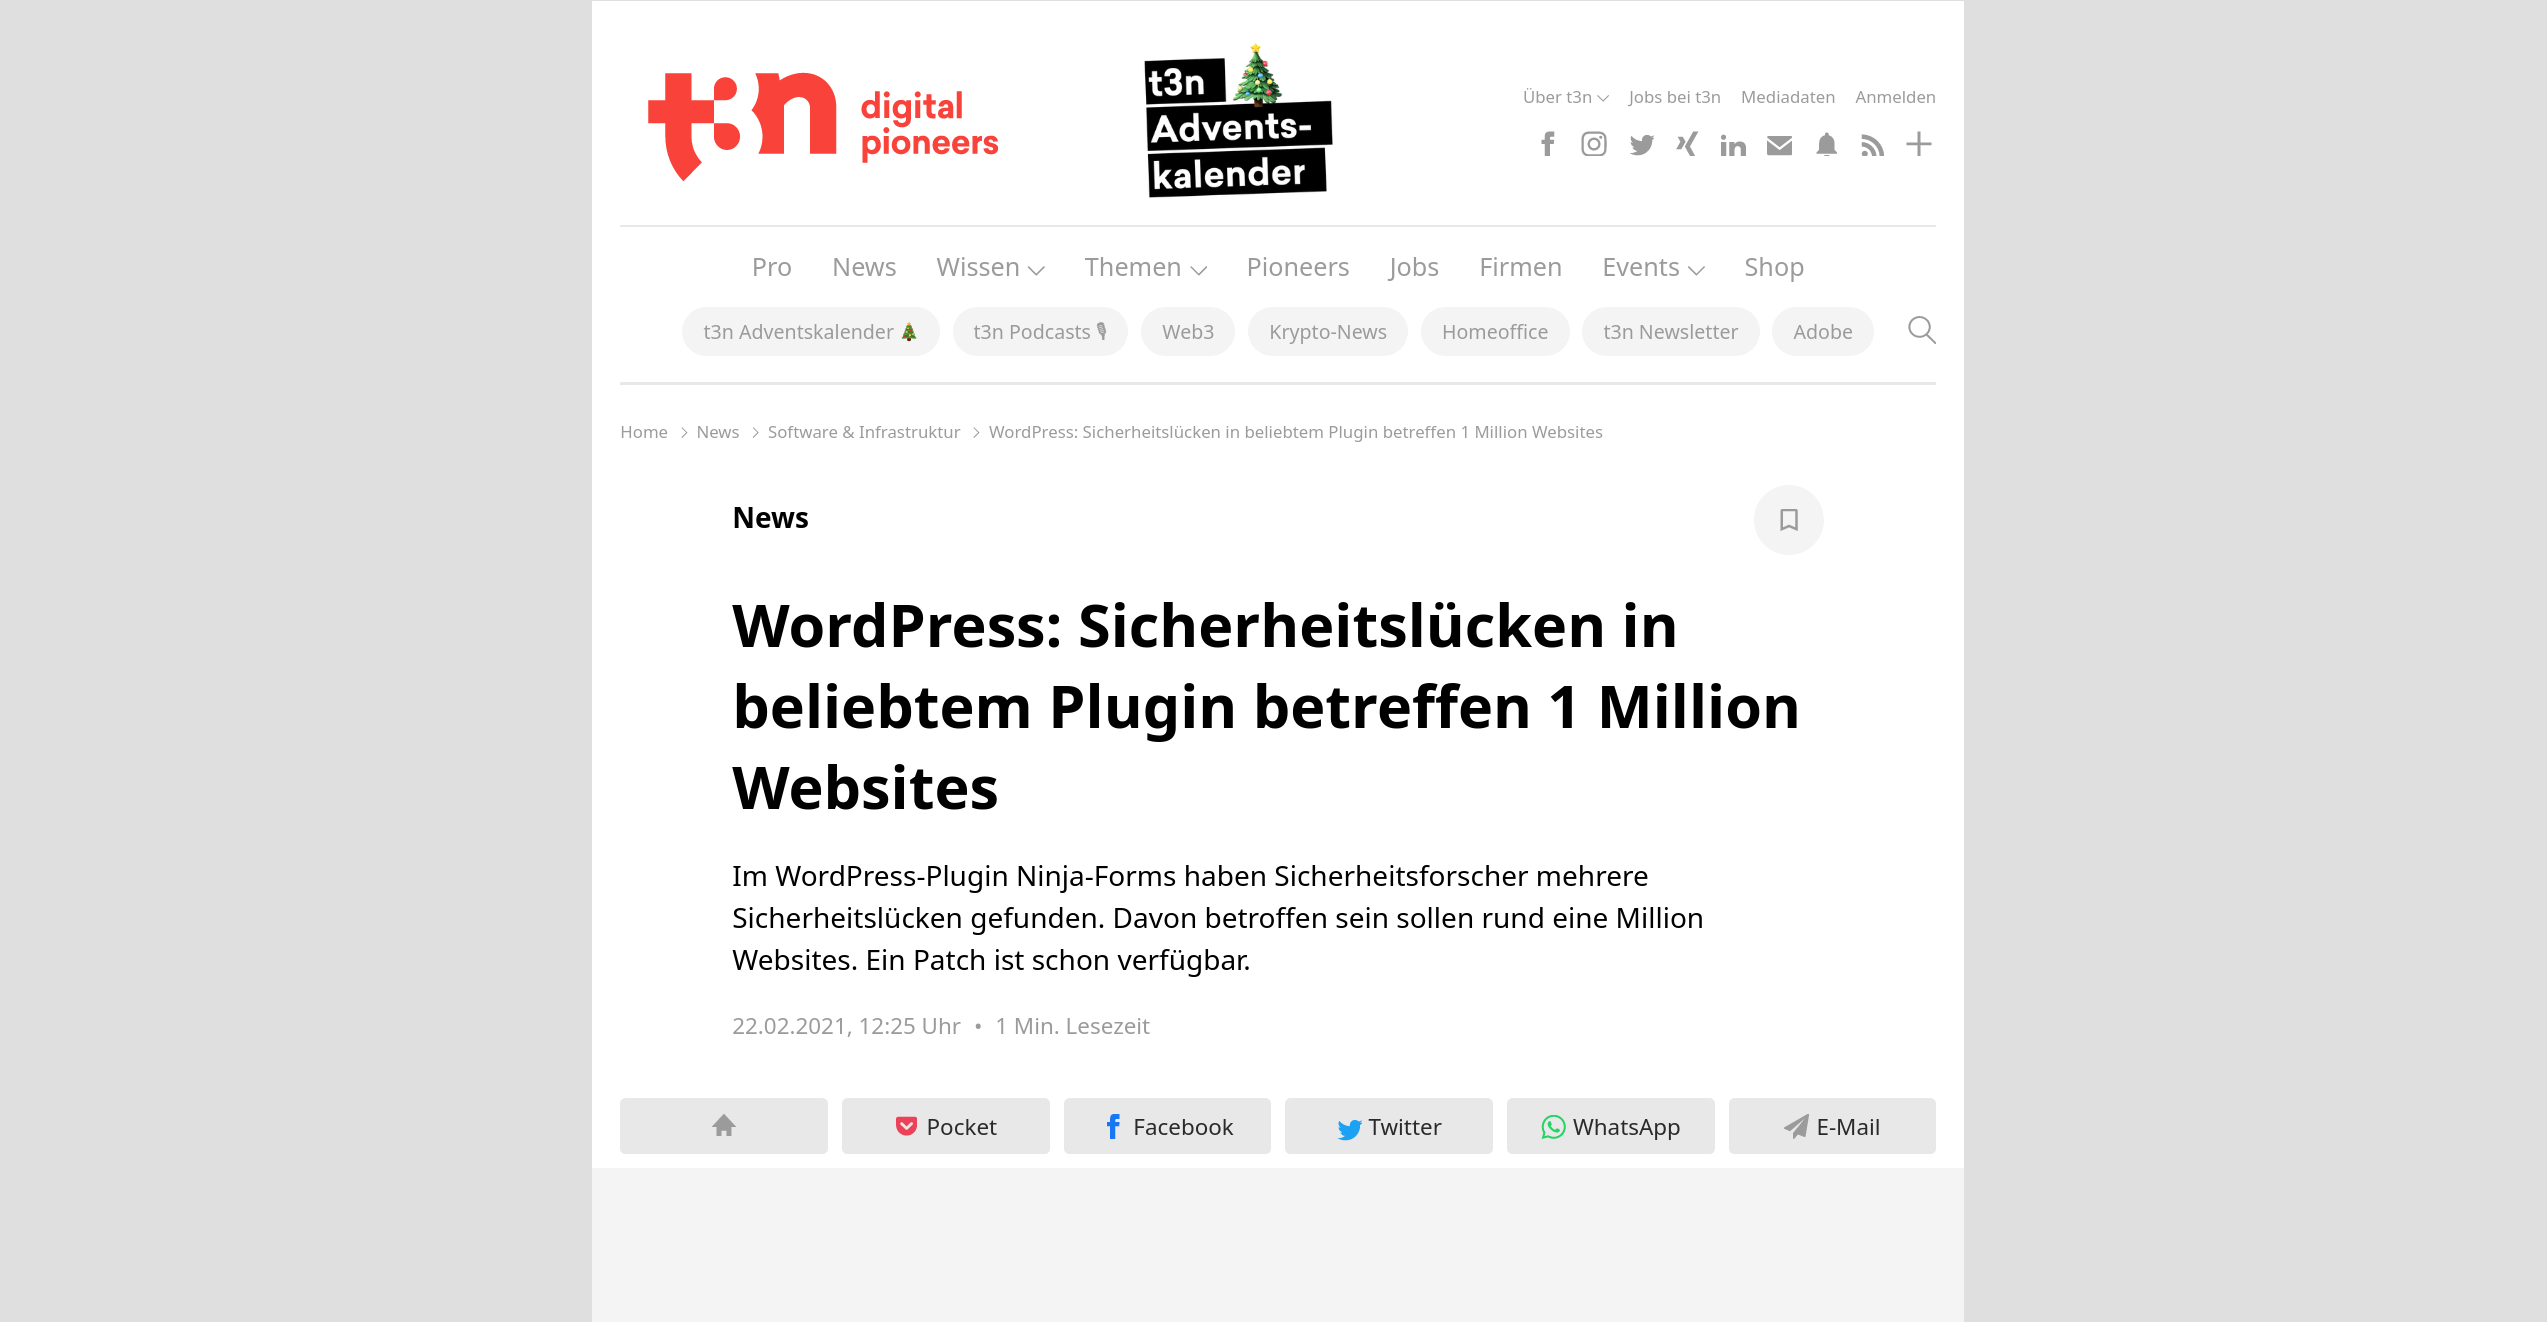 t3n digital
pioneers
t3n
Advents-
kalender
Über t3n Jobs bei t3n Mediadaten Anmelden
Pro News Wissen Themen Pioneers Jobs Firmen Events Shop
t3n Adventskalender t3n Podcasts Web3 Krypto-News Homeoffice t3n Newsletter Adobe
Home News Software & Infrastruktur WordPress: Sicherheitslücken in beliebtem Plugin betreffen 1 Million Websites
News
WordPress: Sicherheitslücken in
beliebtem Plugin betreffen 1 Million
Websites
Im WordPress-Plugin Ninja-Forms haben Sicherheitsforscher mehrere
Sicherheitslücken gefunden. Davon betroffen sein sollen rund eine Million
Websites. Ein Patch ist schon verfügbar.
22.02.2021, 12:25 Uhr • 1 Min. Lesezeit
Pocket Facebook Twitter WhatsApp E-Mail